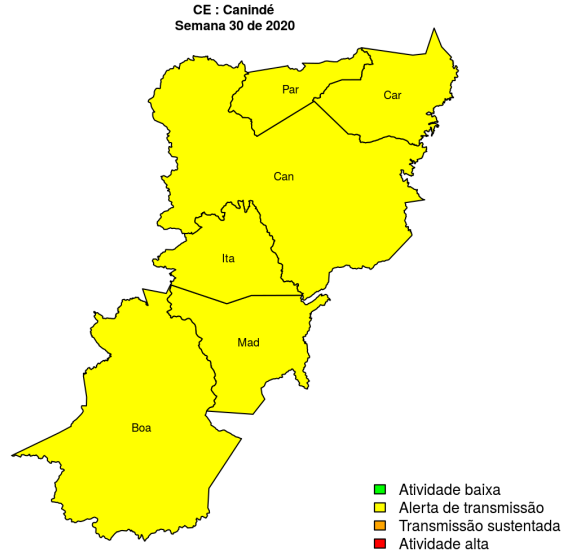 CE : Canindé
Semana 30 de 2020
Par
Car
Can
Ita
Mad
Boa
Atividade baixa
Alerta de transmissão
Transmissão sustentada
Atividade alta